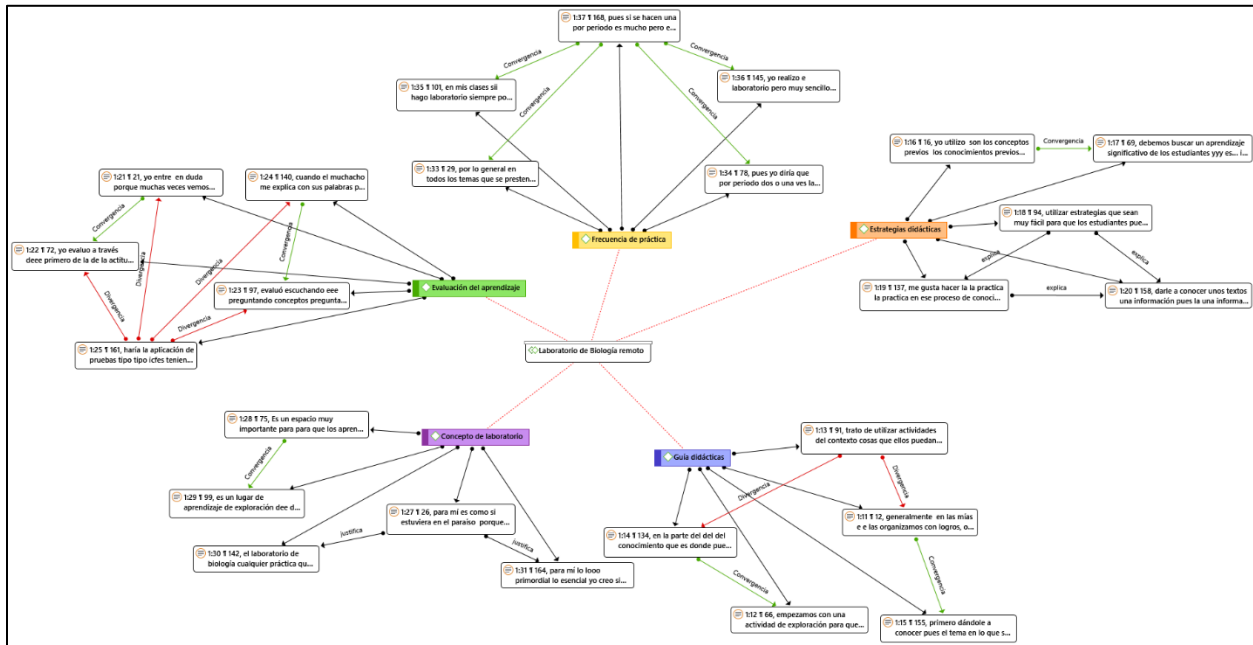 1:37 ¶ 168, pues si se hacen una
por periodo es mucho pero e...
Convergencia
Convergencia
1:35 ¶ 101, en mis clases sii
hago laboratorio siempre po...
1:36 ¶ 145, yo realizo e
laboratorio pero muy sencillo...
Convergencia
Convergencia
1:33 ¶ 29, por lo general en
todos los temas que se presten...
1:34 ¶ 78, pues yo diría que
por periodo dos o una ves la...
Frecuencia de práctica
1:16 ¶ 16, yo utilizo son los conceptos
previos los conocimientos previos...
Convergencia
1:17 ¶ 69, debemos buscar un aprendizaje
significativo de los estudiantes yyy es... i...
1:18 ¶ 94, utilizar estrategias que sean
muy fácil para que los estudiantes pue...
Estrategias didácticas
explica
explica
1:19 ¶ 137, me gusta hacer la la practica
la practica en ese proceso de conoci...
explica
1:20 ¶ 158, darle a conocer unos textos
una información pues la una informa...
1:21 ¶ 21, yo entre en duda
porque muchas veces vemos...
1:24 ¶ 140, cuando el muchacho
me explica con sus palabras p...
Convergencia
Convergencia
1:22 ¶ 72, yo evaluo a través
deee primero de la de la actitu...
Divergencia
Divergencia
1:23 ¶ 97, evaluó escuchando eee
preguntando conceptos pregunta...
Evaluación del aprendizaje
Divergencia
Divergencia
1:25 ¶ 161, haría la aplicación de
pruebas tipo tipo icfes tenien...
Laboratorio de Biología remoto
1:28 ¶ 75, Es un espacio muy
importante para para que los apren...
Concepto de laboratorio
Convergencia
1:29 ¶ 99, es un lugar de
aprendizaje de exploración dee d...
1:27 ¶ 26, para mí es como si
estuviera en el paraíso porque...
justifica
justifica
1:30 ¶ 142, el laboratorio de
biología cualquier práctica qu...
1:31 ¶ 164, para mí lo looo
primordial lo esencial yo creo si...
1:13 ¶ 91, trato de utilizar actividades
del contexto cosas que ellos puedan...
Guía didácticas
Divergencia
Divergencia
1:11 ¶ 12, generalmente en las mías
e e las organizamos con logros, o...
1:14 ¶ 134, en la parte del del del
conocimiento que es donde pue...
Convergencia
Convergencia
1:12 ¶ 66, empezamos con una
actividad de exploración para que...
1:15 ¶ 155, primero dándole a
conocer pues el tema en lo que s...